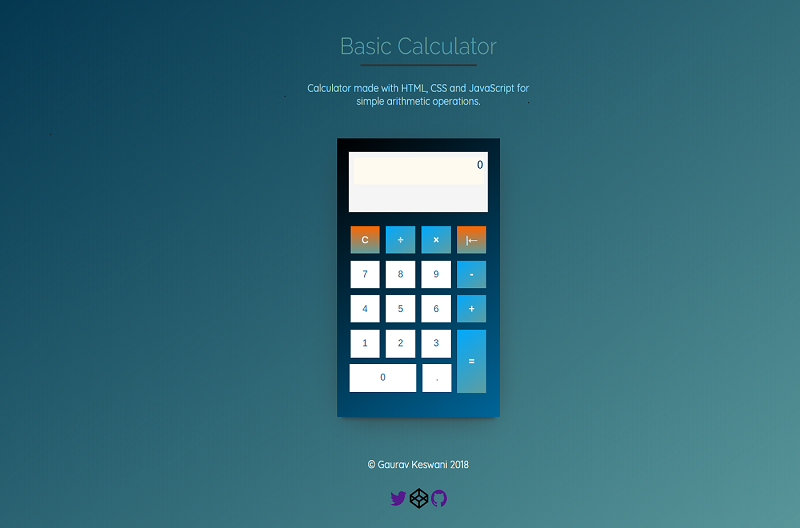 Basic Calculator
Calculator made with HTML, CSS and JavaScript for
simple arithmetic operations.
0
C ÷ × |←
7 8 9 -
4 5 6 +
1 2 3 =
0 .
© Gaurav Keswani 2018